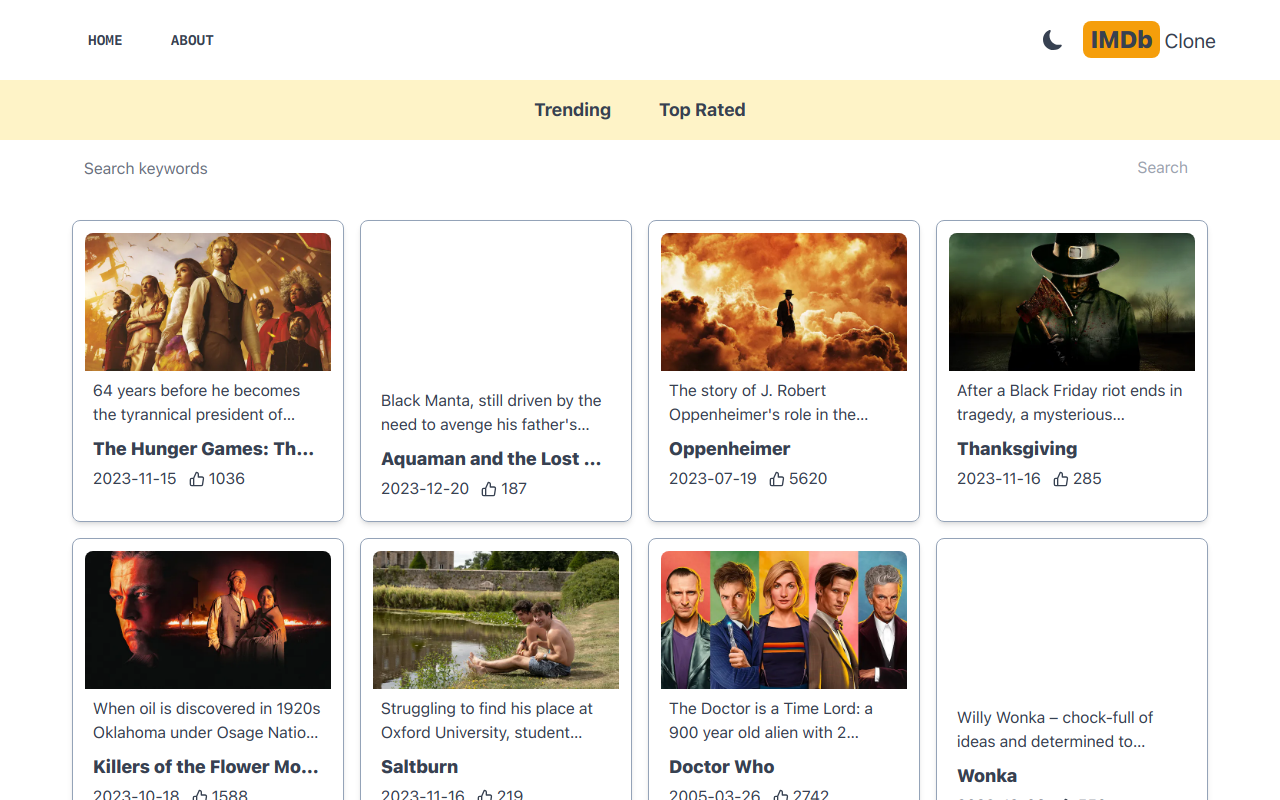 HOME
ABOUT
IMDb Clone
Trending
Top Rated
Search keywords
Search
64 years before he becomes
the tyrannical president of...
The Hunger Games: Th...
2023-11-15 1036
Black Manta, still driven by the
need to avenge his father's...
Aquaman and the Lost ...
2023-12-20 187
The story of J. Robert
Oppenheimer's role in the...
Oppenheimer
2023-07-19 5620
After a Black Friday riot ends in
tragedy, a mysterious...
Thanksgiving
2023-11-16 285
When oil is discovered in 1920s
Oklahoma under Osage Natio...
Killers of the Flower Mo...
2023-10-18 1588
Struggling to find his place at
Oxford University, student...
Saltburn
2023-11-16 219
The Doctor is a Time Lord: a
900 year old alien with 2...
Doctor Who
2005-03-26 2742
Willy Wonka – chock-full of
ideas and determined to...
Wonka